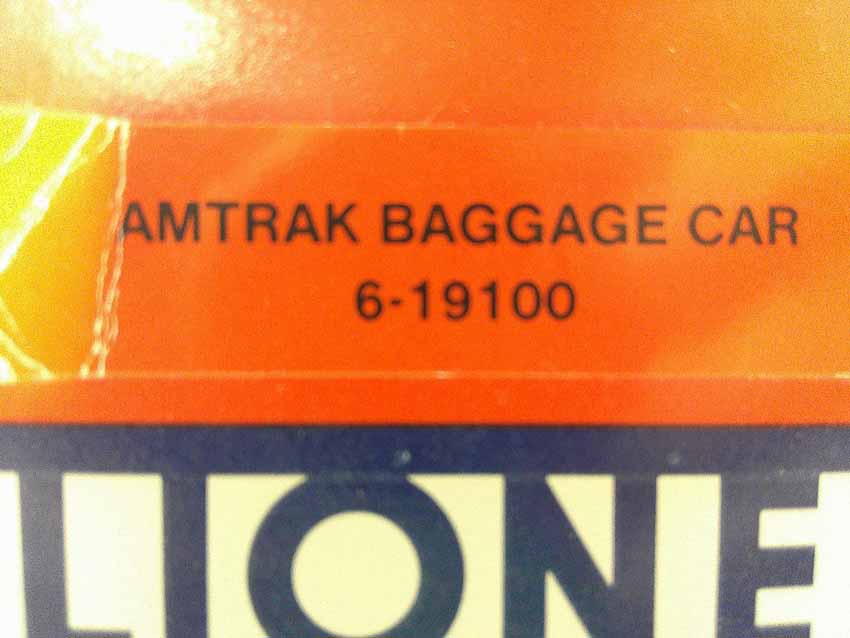 AMTRAK BAGGAGE CAR
6-19100
LIONE